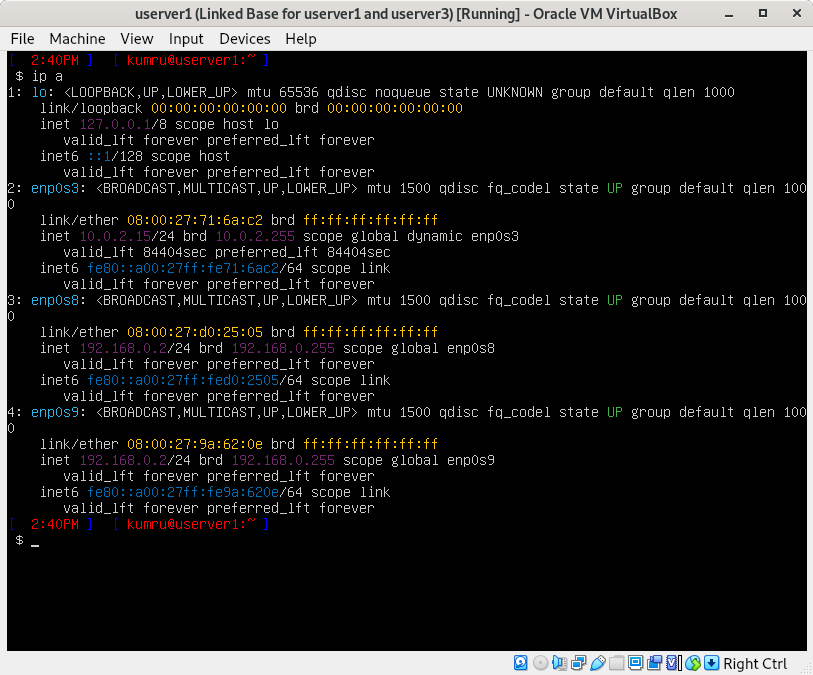 userver1 (Linked Base for userver1 and userver3) [Running] - Oracle VM VirtualBox
File Machine View Input Devices Help
[ 2:40PM ] [ kumru@userver1:~ ]
$ ip a
1: lo: <LOOPBACK,UP,LOWER_UP> mtu 65536 qdisc noqueue state UNKNOWN group default qlen 1000
link/loopback 00:00:00:00:00:00 brd 00:00:00:00:00:00
inet 127.0.0.1/8 scope host lo
valid_lft forever preferred_lft forever
inet6 ::1/128 scope host
valid_lft forever preferred_lft forever
2: enp0s3: <BROADCAST,MULTICAST,UP,LOWER_UP> mtu 1500 qdisc fq_codel state UP group default qlen 100
0
link/ether 08:00:27:71:6a:c2 brd ff:ff:ff:ff:ff:ff
inet 10.0.2.15/24 brd 10.0.2.255 scope global dynamic enp0s3
valid_lft 84404sec preferred_lft 84404sec
inet6 fe80::a00:27ff:fe71:6ac2/64 scope link
valid_lft forever preferred_lft forever
3: enp0s8: <BROADCAST,MULTICAST,UP,LOWER_UP> mtu 1500 qdisc fq_codel state UP group default qlen 100
0
link/ether 08:00:27:d0:25:05 brd ff:ff:ff:ff:ff:ff
inet 192.168.0.2/24 brd 192.168.0.255 scope global enp0s8
valid_lft forever preferred_lft forever
inet6 fe80::a00:27ff:fed0:2505/64 scope link
valid_lft forever preferred_lft forever
4: enp0s9: <BROADCAST,MULTICAST,UP,LOWER_UP> mtu 1500 qdisc fq_codel state UP group default qlen 100
0
link/ether 08:00:27:9a:62:0e brd ff:ff:ff:ff:ff:ff
inet 192.168.0.2/24 brd 192.168.0.255 scope global enp0s9
valid_lft forever preferred_lft forever
inet6 fe80::a00:27ff:fe9a:620e/64 scope link
valid_lft forever preferred_lft forever
[ 2:40PM ] [ kumru@userver1:~ ]
$ _
Right Ctrl